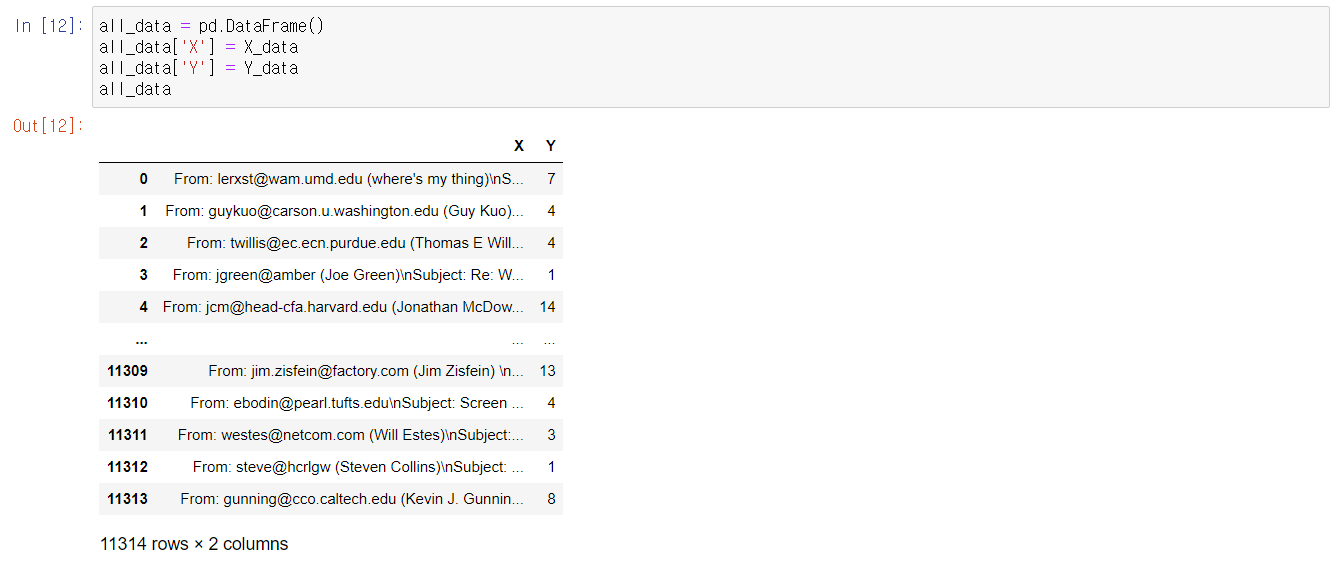 In [12]: all_data = pd.DataFrame()
all_data['X'] = X_data
all_data['Y'] = Y_data
all_data
Out[12]:
X Y
0 From: lerxst@wam.umd.edu (where's my thing)\nS... 7
1 From: guykuo@carson.u.washington.edu (Guy Kuo)... 4
2 From: twillis@ec.ecn.purdue.edu (Thomas E Will... 4
3 From: jgreen@amber (Joe Green)\nSubject: Re: W... 1
4 From: jcm@head-cfa.harvard.edu (Jonathan McDow... 14
... ... ...
11309 From: jim.zisfein@factory.com (Jim Zisfein) \n... 13
11310 From: ebodin@pearl.tufts.edu\nSubject: Screen ... 4
11311 From: westes@netcom.com (Will Estes)\nSubject:... 3
11312 From: steve@hcrlgw (Steven Collins)\nSubject: ... 1
11313 From: gunning@cco.caltech.edu (Kevin J. Gunnin... 8
11314 rows × 2 columns